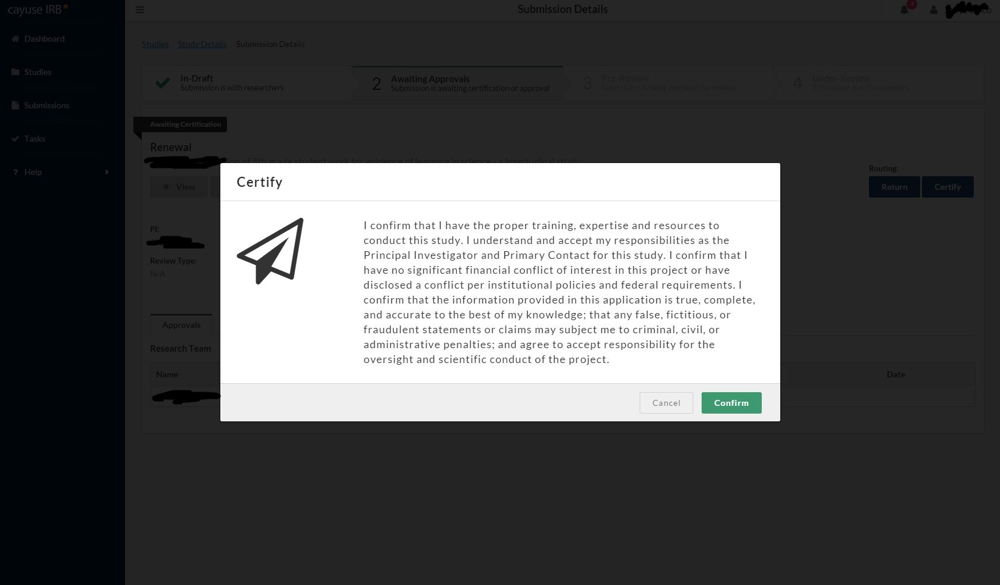 cayuse IRB
Submission Details
3
Dashboard
Studies
Submissions
Tasks
Help
Studies Study Details Submission Details
In-Draft
Submission is with researchers
2 Awaiting Approvals
Submission is awaiting certification or approval
3 Pre-Review
Submission is being prepared for review
4 Under-Review
Submission is with reviewers
Awaiting Certification
Renewal
of 5th grade student work for evidence of learning in science - a longitudinal study
View
Routing:
Return Certify
PI:
Review Type:
N/A
Approvals
Research Team
Name Date
Certify
I confirm that I have the proper training, expertise and resources to
conduct this study. I understand and accept my responsibilities as the
Principal Investigator and Primary Contact for this study. I confirm that I
have no significant financial conflict of interest in this project or have
disclosed a conflict per institutional policies and federal requirements. I
confirm that the information provided in this application is true, complete,
and accurate to the best of my knowledge; that any false, fictitious, or
fraudulent statements or claims may subject me to criminal, civil, or
administrative penalties; and agree to accept responsibility for the
oversight and scientific conduct of the project.
Cancel Confirm